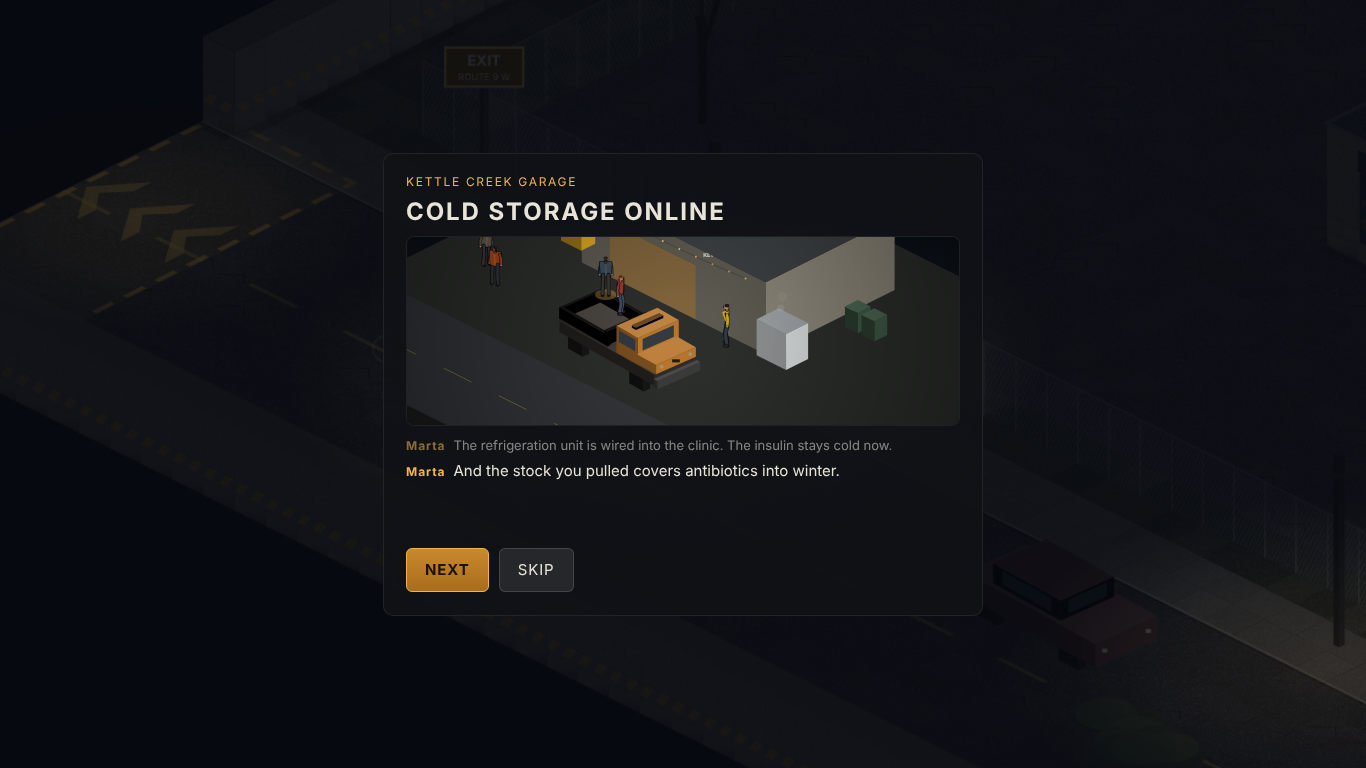 EXIT
ROUTE 9 W
KETTLE CREEK GARAGE
COLD STORAGE ONLINE
Marta The refrigeration unit is wired into the clinic. The insulin stays cold now.
Marta And the stock you pulled covers antibiotics into winter.
NEXT SKIP